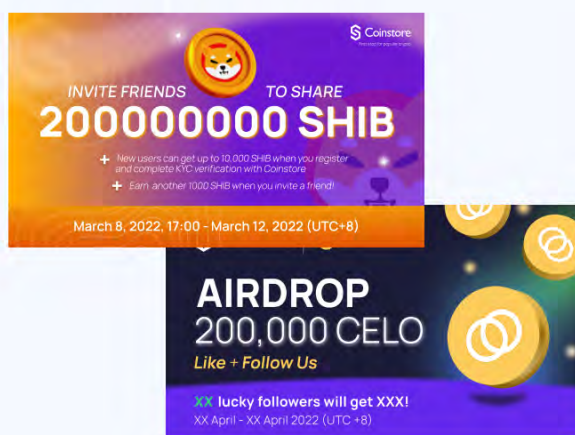 Coinstore
INVITE FRIENDS TO SHARE
200000000 SHIB
+ New users can get up to 10,000 SHIB when you register
and complete KYC verification with Coinstore
+ Earn another 1000 SHIB when you invite a friend!
March 8, 2022, 17:00 - March 12, 2022 (UTC+8)
AIRDROP
200,000 CELO
Like + Follow Us
XX lucky followers will get XXX!
XX April - XX April 2022 (UTC +8)